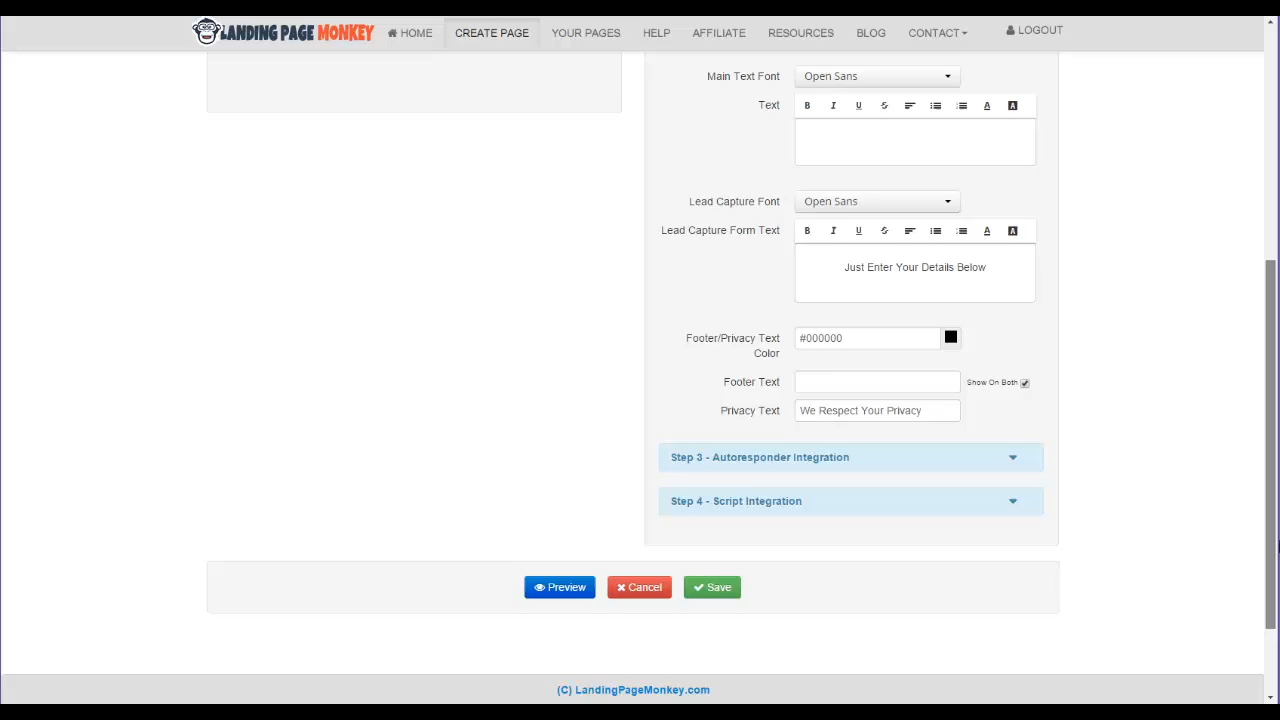 LANDING PAGE MONKEY
HOME
CREATE PAGE
YOUR PAGES
HELP
AFFILIATE
RESOURCES
BLOG
CONTACT
LOGOUT
Main Text Font
Open Sans
Text
B I U S A A
Lead Capture Font
Open Sans
Lead Capture Form Text
B I U S A A
Just Enter Your Details Below
Footer/Privacy Text
Color
#000000
Footer Text
Show On Both
Privacy Text
We Respect Your Privacy
Step 3 - Autoresponder Integration
Step 4 - Script Integration
Preview
Cancel
Save
(C) LandingPageMonkey.com